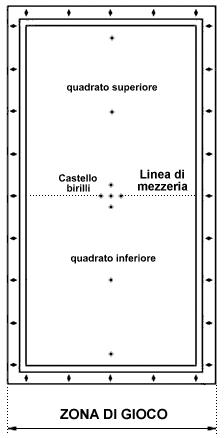 quadrato superiore
Castello
birilli
Linea di
mezzeria
quadrato inferiore
ZONA DI GIOCO